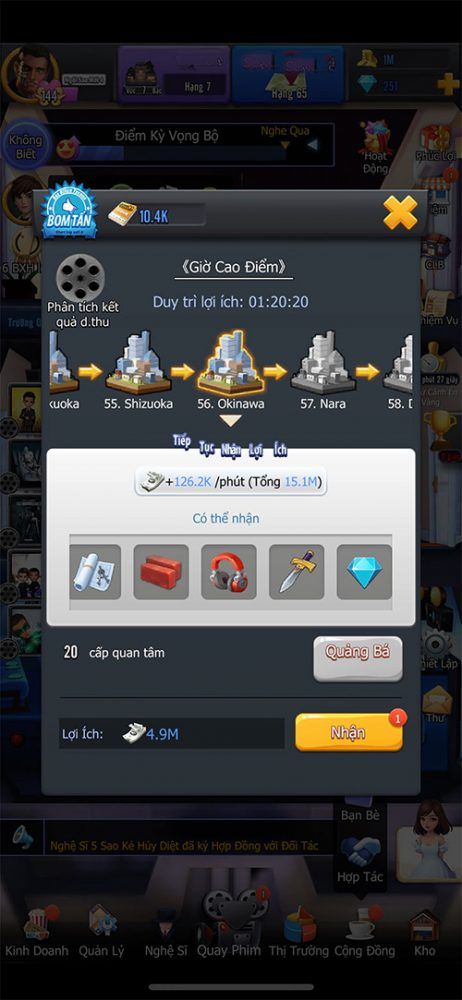 144
Hạng 7
Hạng 65
1M
251
Không Biết
Điểm Kỳ Vọng Bộ
Nghe Qua
Hoạt Động
Phúc Lợi
1
BOM TẤN
10.4K
CLB
《Giờ Cao Điểm》
Phân tích kết quả d.thu
Duy trì lợi ích: 01:20:20
kuoka
55. Shizuoka
56. Okinawa
57. Nara
58.
Tiếp Tục Nhận Lợi Ích
+126.2K /phút (Tổng 15.1M)
Có thể nhận
20 cấp quan tâm
Quảng Bá
Lợi Ích: 4.9M
Nhận
1
Thư
Bạn Bè
Nghệ Sĩ 5 Sao Kẻ Hủy Diệt đã ký Hợp Đồng với Đối Tác
Hợp Tác
Kinh Doanh
Quản Lý
Nghệ Sĩ
Quay Phim
Thị Trường
Cộng Đồng
Kho